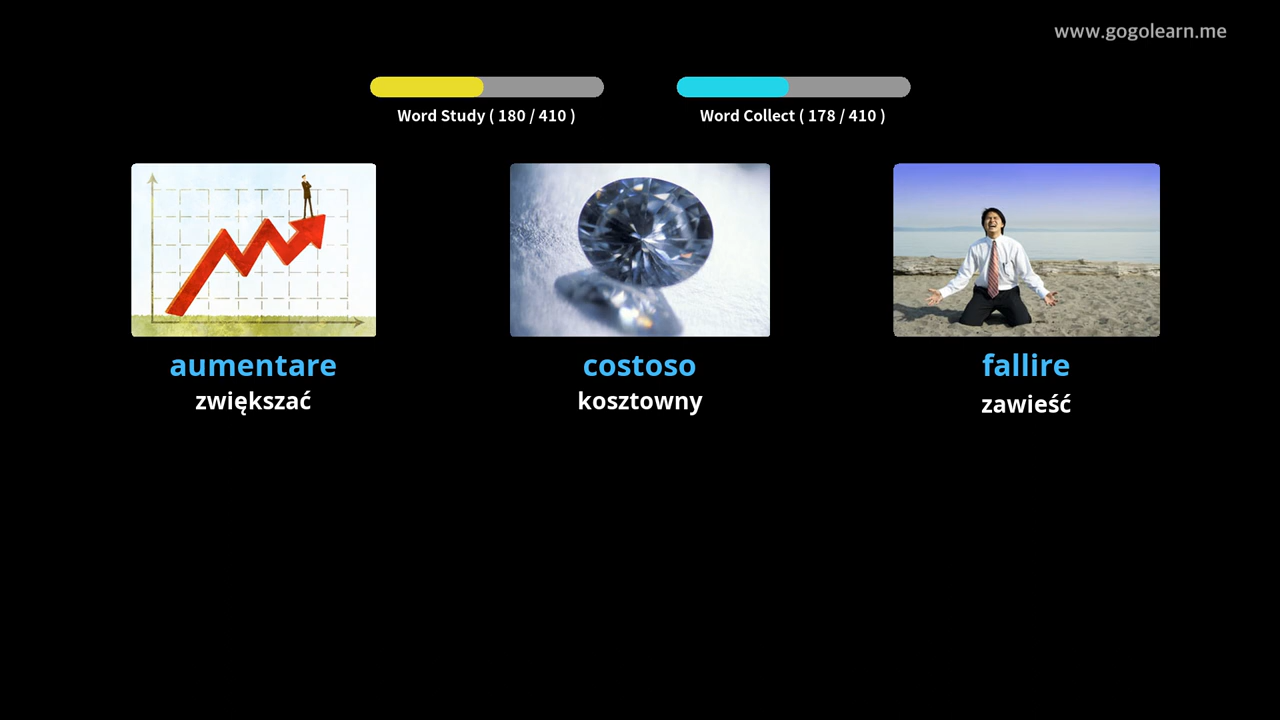 www.gogolearn.me
Word Study ( 180 / 410 )
Word Collect ( 178 / 410 )
aumentare
zwiększać
costoso
kosztowny
fallire
zawieść